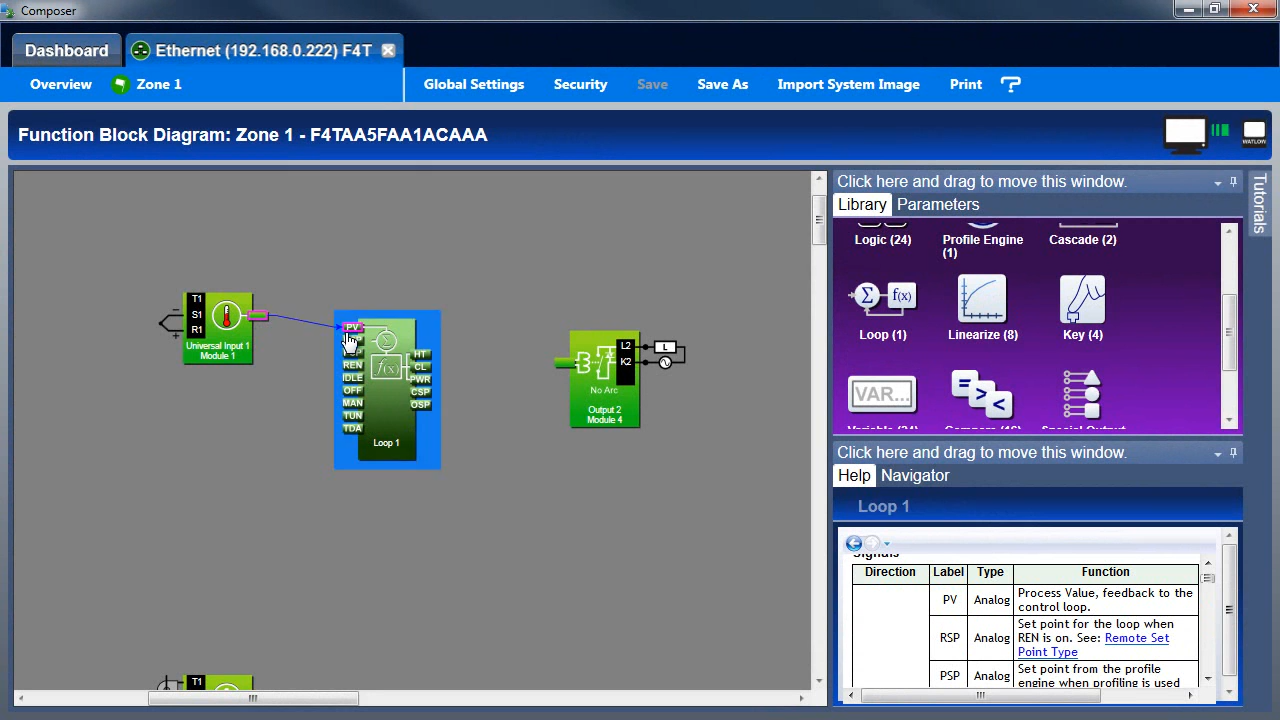 Composer
Dashboard
Ethernet (192.168.0.222) F4T
Overview
Zone 1
Global Settings
Security
Save
Save As
Import System Image
Print
?
Function Block Diagram: Zone 1 - F4TAA5FAA1ACAAA
WATLOW
Click here and drag to move this window.
Library
Parameters
Tutorials
Logic (24)
Profile Engine
(1)
Cascade (2)
f(x)
Loop (1)
Linearize (8)
Key (4)
VAR...
T1
S1
R1
Universal Input 1
Module 1
PV
REN
IDLE
OFF
MAN
TUN
TDA
f(x)
HT
CL
PWR
CSP
OSP
Loop 1
L2
K2
L
No Arc
Output 2
Module 4
T1
Click here and drag to move this window.
Help
Navigator
Loop 1
Signals
Direction
Label
Type
Function
PV
Analog
Process Value, feedback to the
control loop.
RSP
Analog
Set point for the loop when
REN is on. See: Remote Set
Point Type
PSP
Analog
Set point from the profile
engine when profiling is used